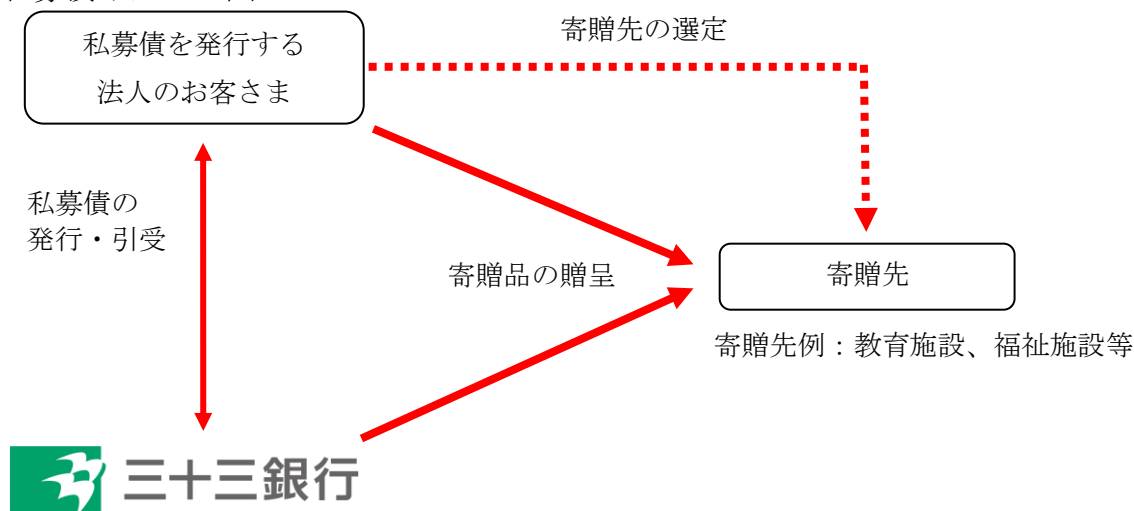 私募債を発行する
法人のお客さま
寄贈先の選定
私募債の
発行・引受
寄贈品の贈呈
寄贈先
寄贈先例：教育施設、福祉施設等
三十三銀行